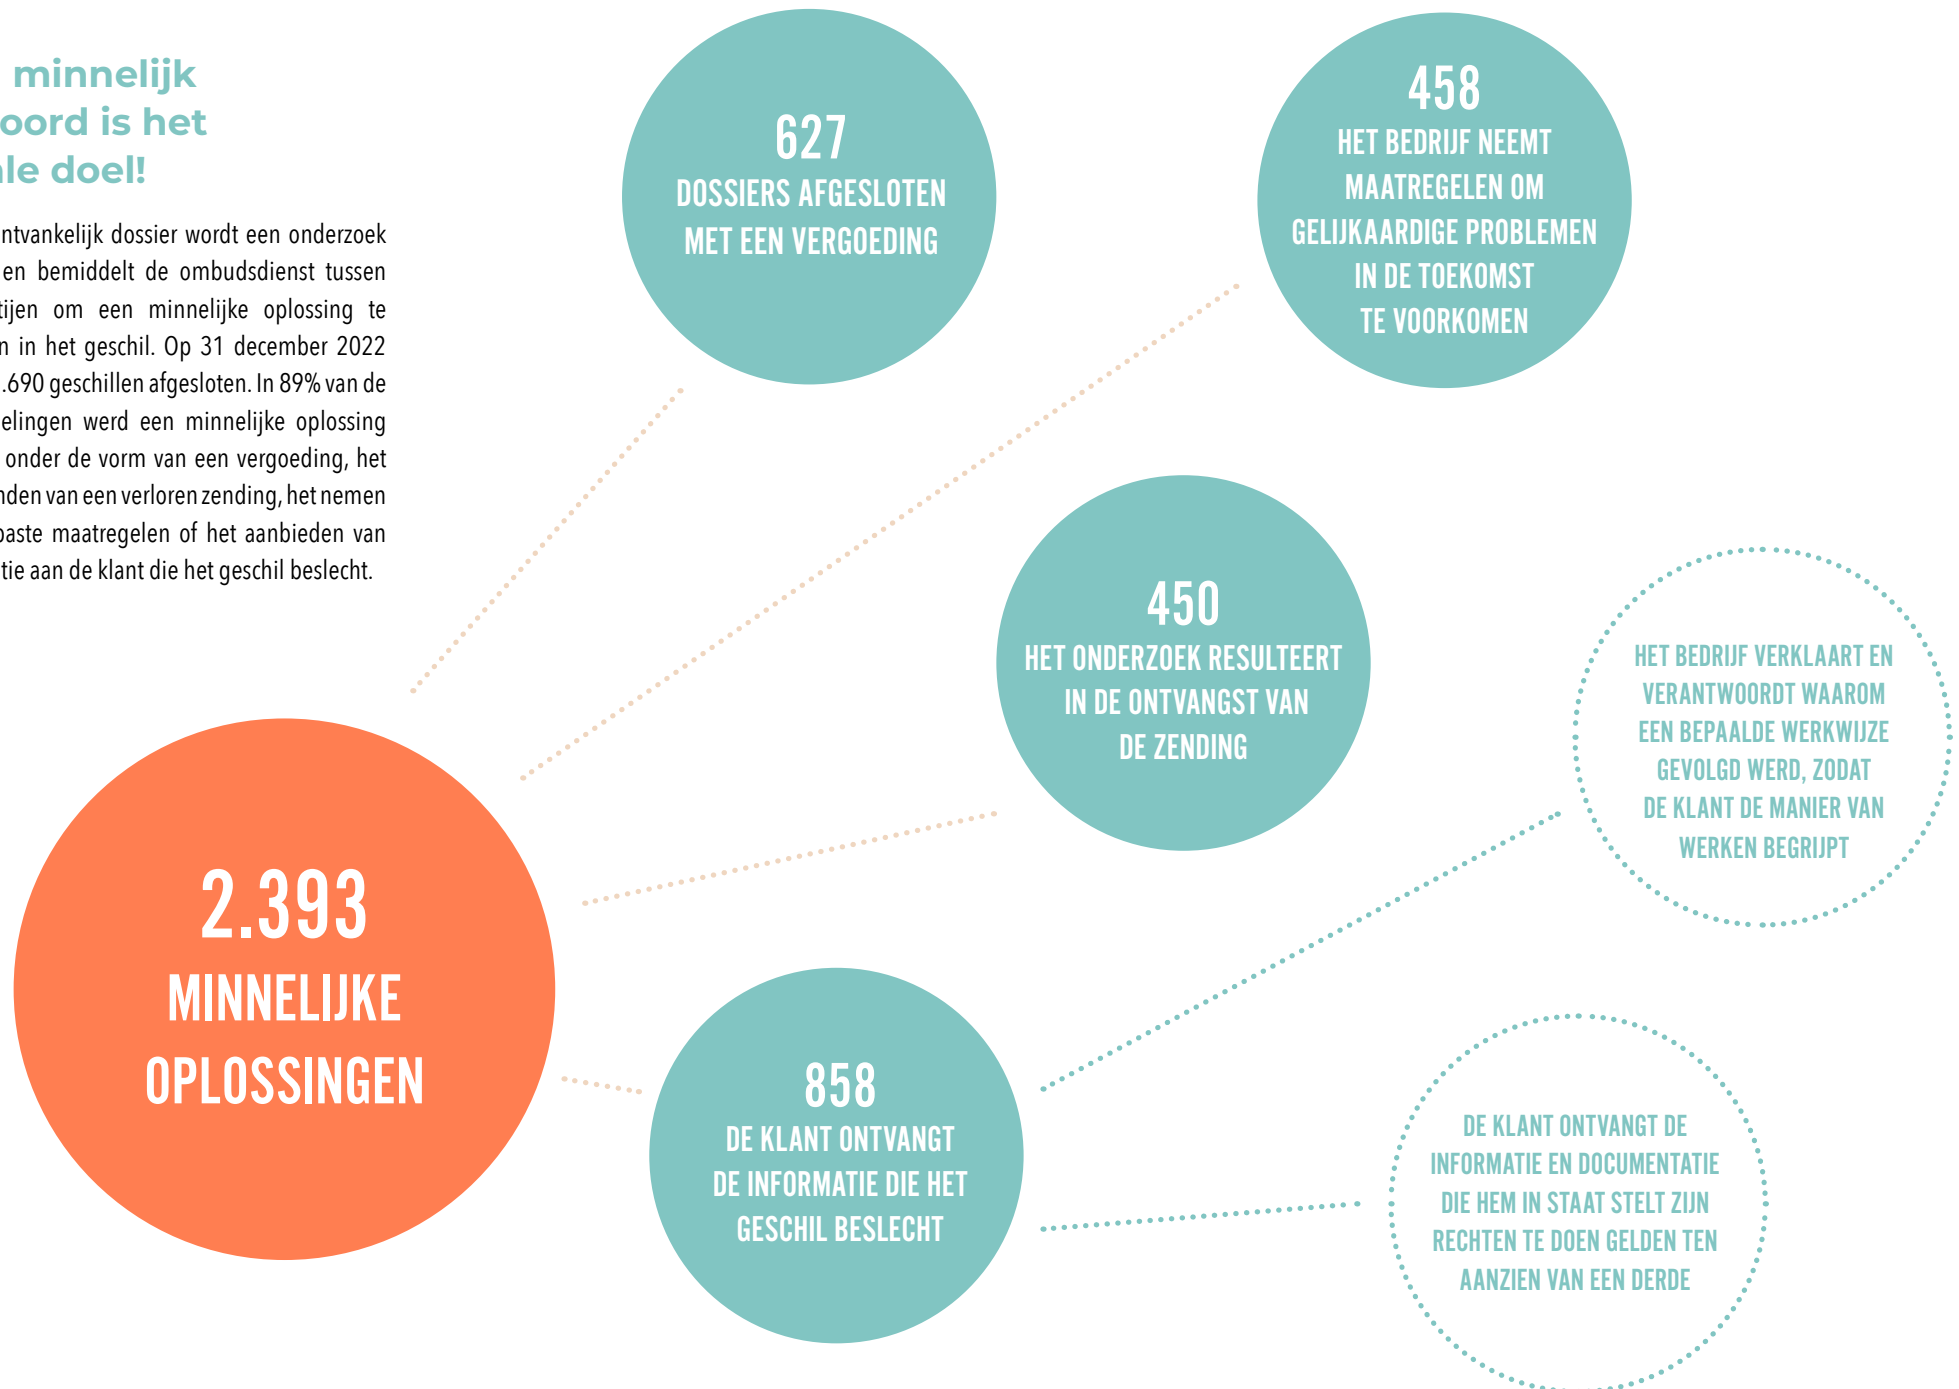 minnelijk
oord is het
le doel!
ntvankelijk dossier wordt een onderzoek
en bemiddelt de ombudsdienst tussen
tijen om een minnelijke oplossing te
n in het geschil. Op 31 december 2022
.690 geschillen afgesloten. In 89% van de
elingen werd een minnelijke oplossing
onder de vorm van een vergoeding, het
nden van een verloren zending, het nemen
paste maatregelen of het aanbieden van
tie aan de klant die het geschil beslecht.
627
DOSSIERS AFGESLOTEN
MET EEN VERGOEDING
458
HET BEDRIJF NEEMT
MAATREGELEN OM
GELIJKAARDIGE PROBLEMEN
IN DE TOEKOMST
TE VOORKOMEN
450
HET ONDERZOEK RESULTEERT
IN DE ONTVANGST VAN
DE ZENDING
HET BEDRIJF VERKLAART EN
VERANTWOORDT WAAROM
EEN BEPAALDE WERKWIJZE
GEVOLGD WERD, ZODAT
DE KLANT DE MANIER VAN
WERKEN BEGRIJPT
2.393
MINNELIJKE
OPLOSSINGEN
858
DE KLANT ONTVANGT
DE INFORMATIE DIE HET
GESCHIL BESLECHT
DE KLANT ONTVANGT DE
INFORMATIE EN DOCUMENTATIE
DIE HEM IN STAAT STELT ZIJN
RECHTEN TE DOEN GELDEN TEN
AANZIEN VAN EEN DERDE